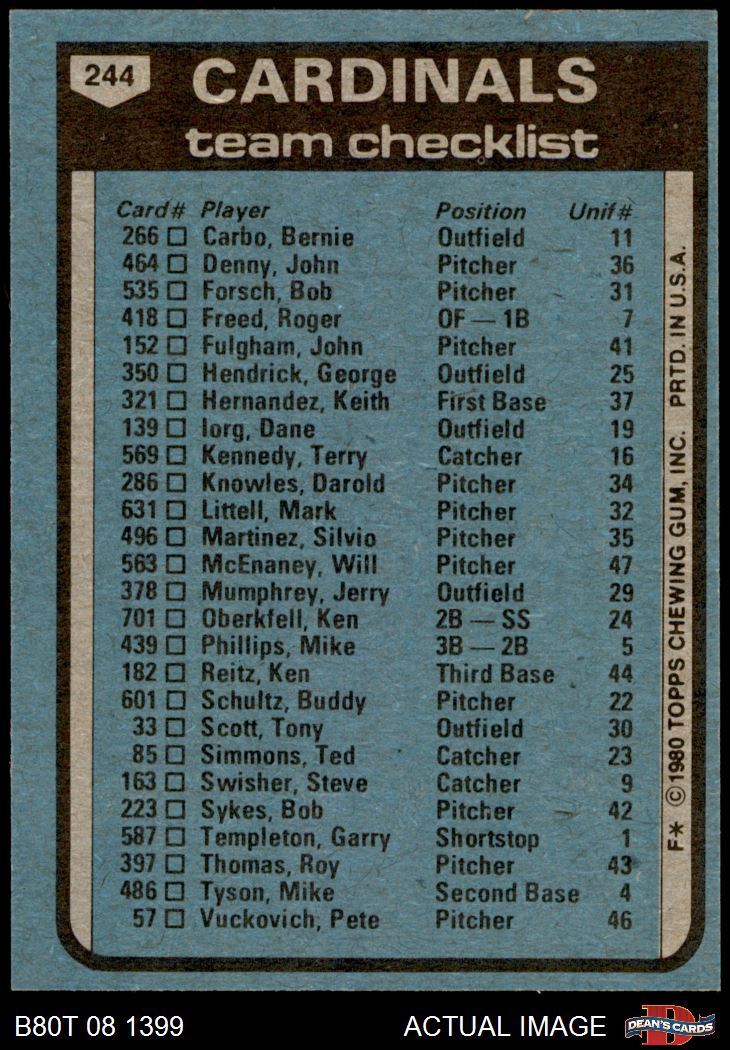 244
CARDINALS
team checklist
Card# Player Position Unif#
266 Carbo, Bernie Outfield 11
464 Denny, John Pitcher 36
535 Forsch, Bob Pitcher 31
418 Freed, Roger OF — 1B 7
152 Fulgham, John Pitcher 41
350 Hendrick, George Outfield 25
321 Hernandez, Keith First Base 37
139 Iorg, Dane Outfield 19
569 Kennedy, Terry Catcher 16
286 Knowles, Darold Pitcher 34
631 Littell, Mark Pitcher 32
496 Martinez, Silvio Pitcher 35
563 McEnaney, Will Pitcher 47
378 Mumphrey, Jerry Outfield 29
701 Oberkfell, Ken 2B — SS 24
439 Phillips, Mike 3B — 2B 5
182 Reitz, Ken Third Base 44
601 Schultz, Buddy Pitcher 22
33 Scott, Tony Outfield 30
85 Simmons, Ted Catcher 23
163 Swisher, Steve Catcher 9
223 Sykes, Bob Pitcher 42
587 Templeton, Garry Shortstop 1
397 Thomas, Roy Pitcher 43
486 Tyson, Mike Second Base 4
57 Vuckovich, Pete Pitcher 46
F* © 1980 TOPPS CHEWING GUM, INC. PRTD. IN U.S.A.
B80T 08 1399 ACTUAL IMAGE
D
DEAN'S CARDS